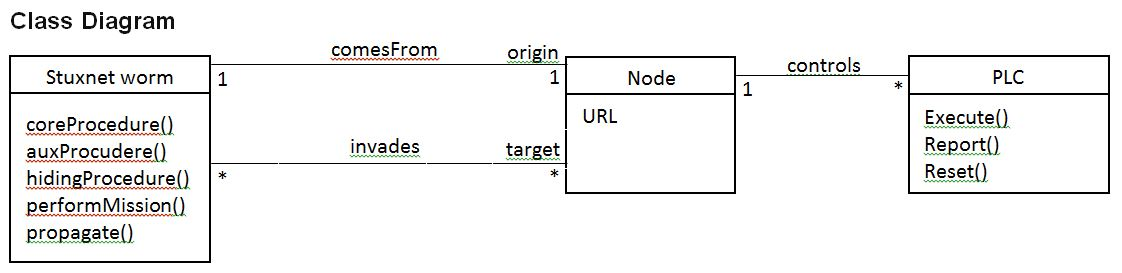 Class Diagram
comesFrom
origin
controls
Stuxnet worm
1
1
Node
1
*
PLC
coreProcedure()
auxProcudere()
hidingProcedure()
performMission()
propagate()
invades
target
*
*
URL
Execute()
Report()
Reset()